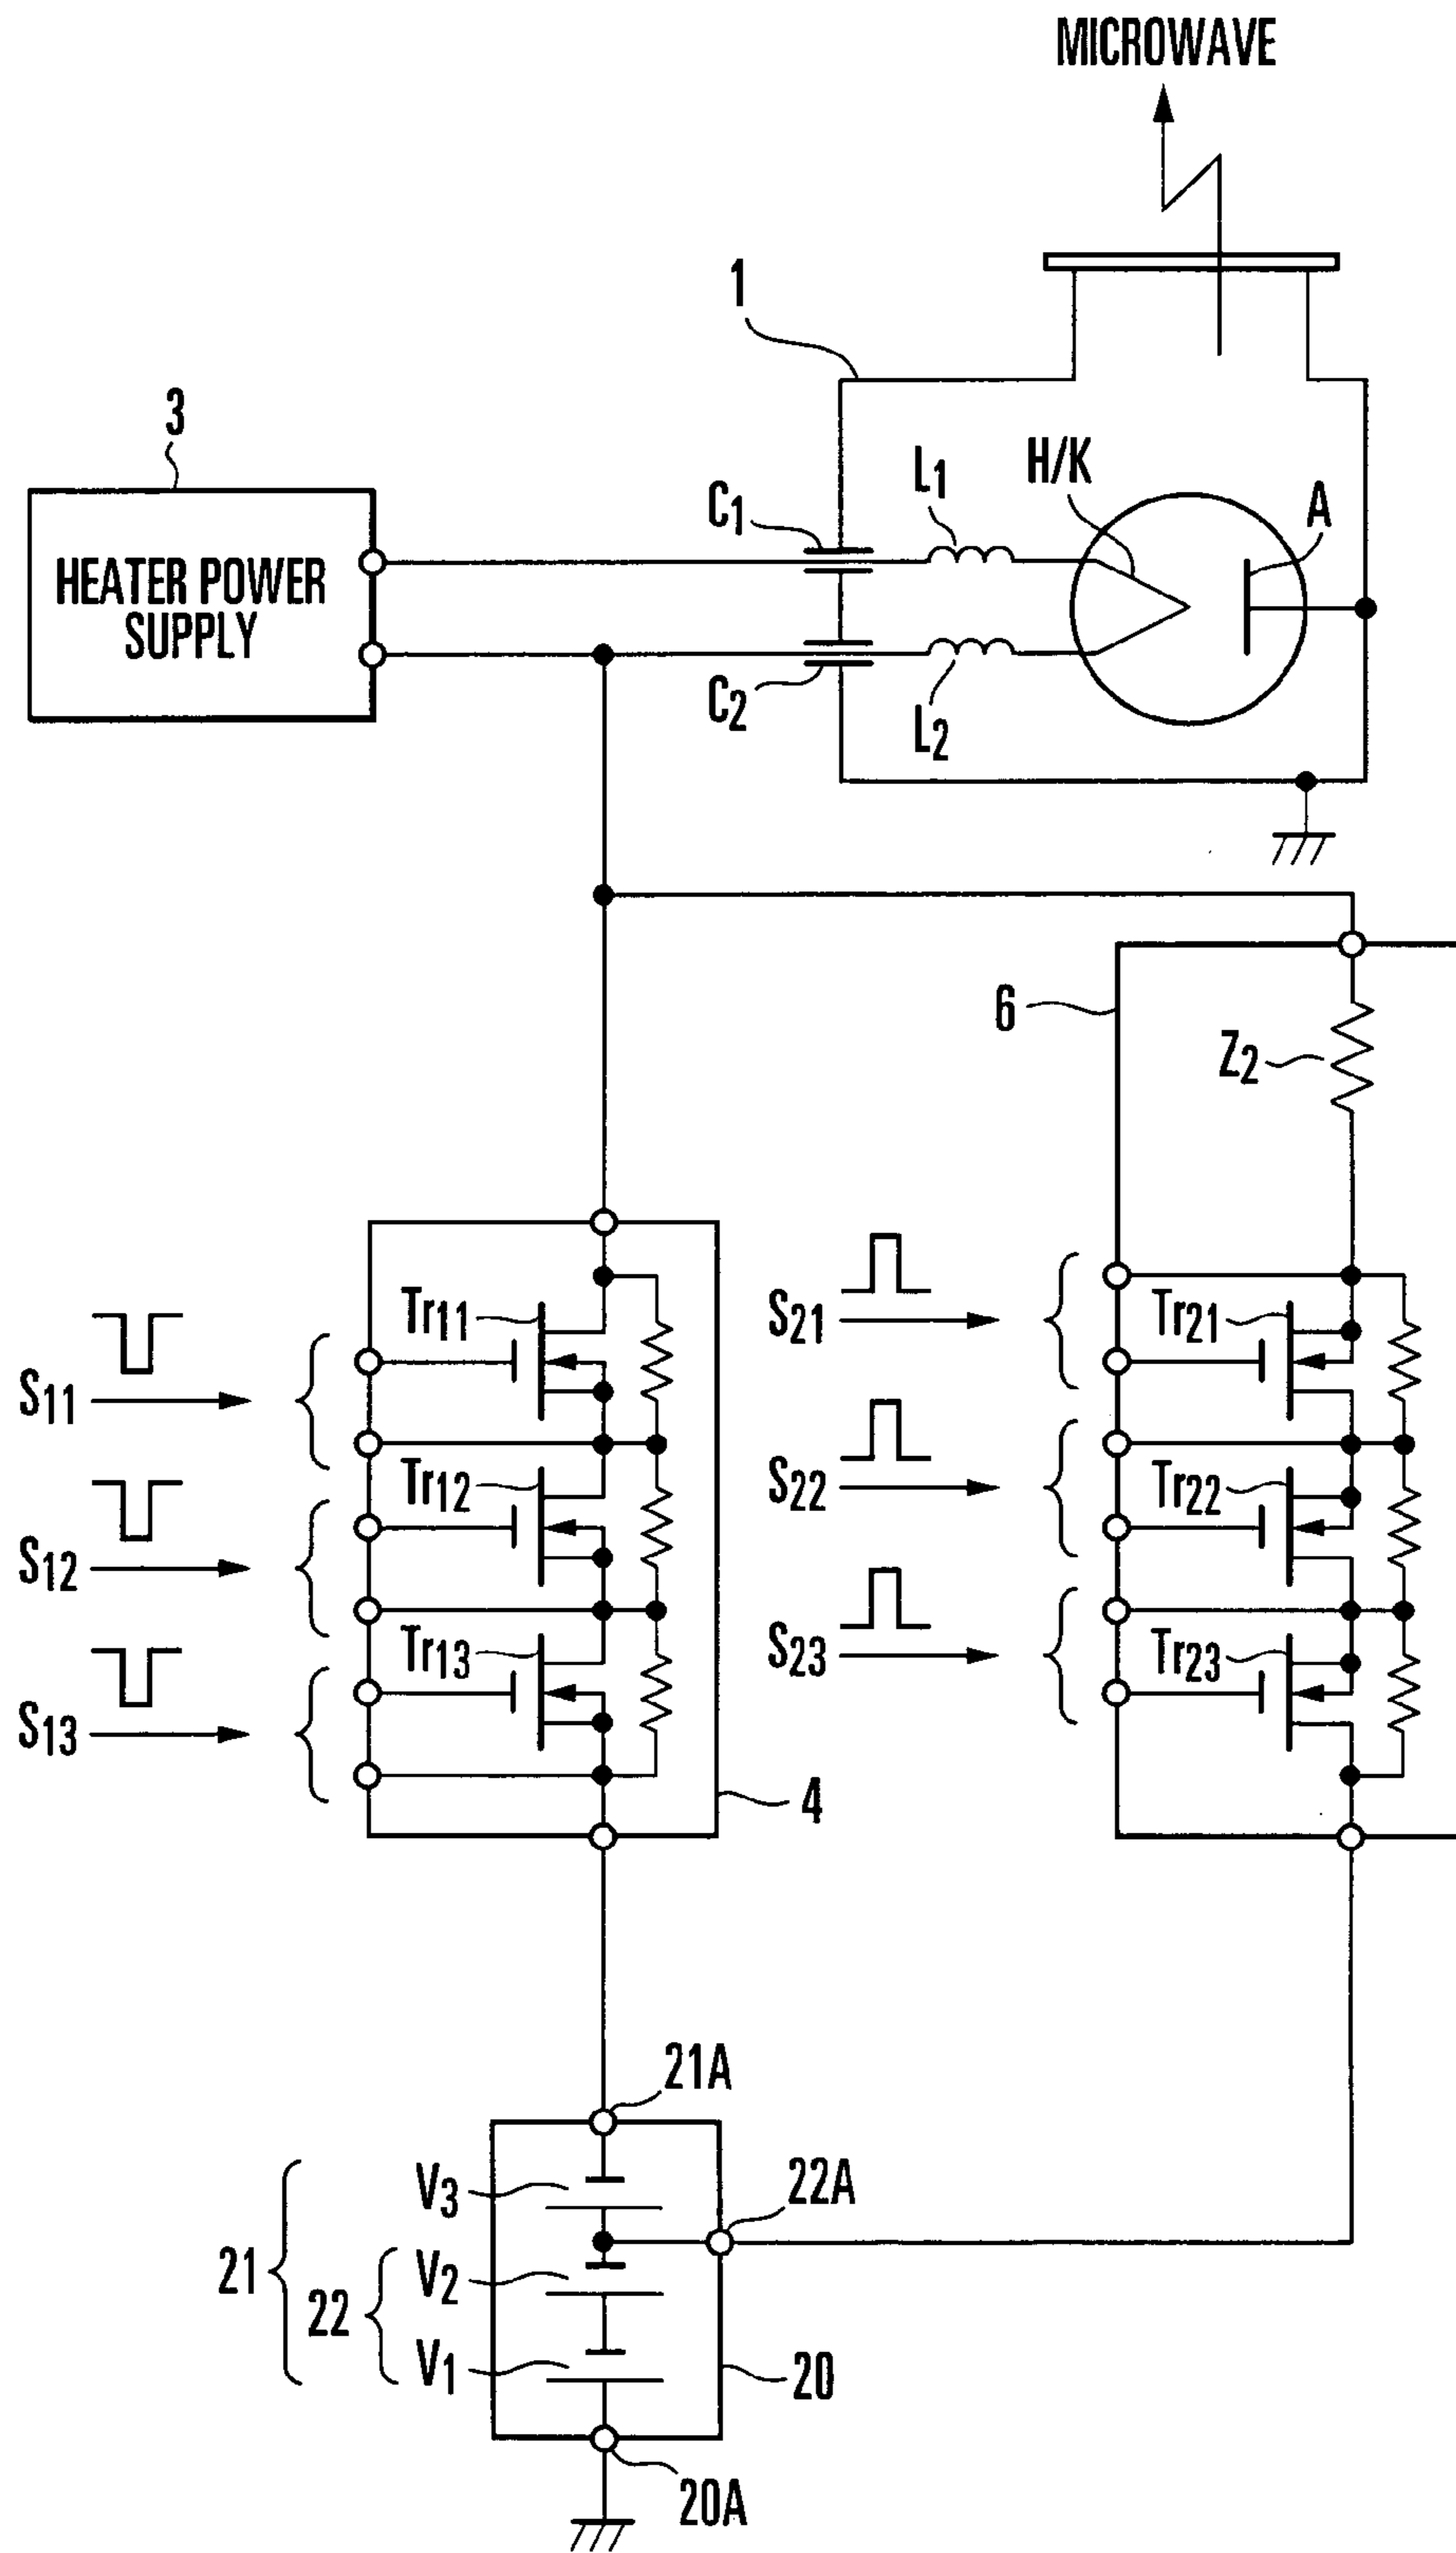 MICROWAVE
1
3
HEATER POWER
SUPPLY
C1
L1
H/K
A
C2
L2
6
Z2
S11
Tr11
S21
Tr21
S12
Tr12
S22
Tr22
S13
Tr13
S23
Tr23
4
21A
V3
22A
21
22
V2
V1
20
20A